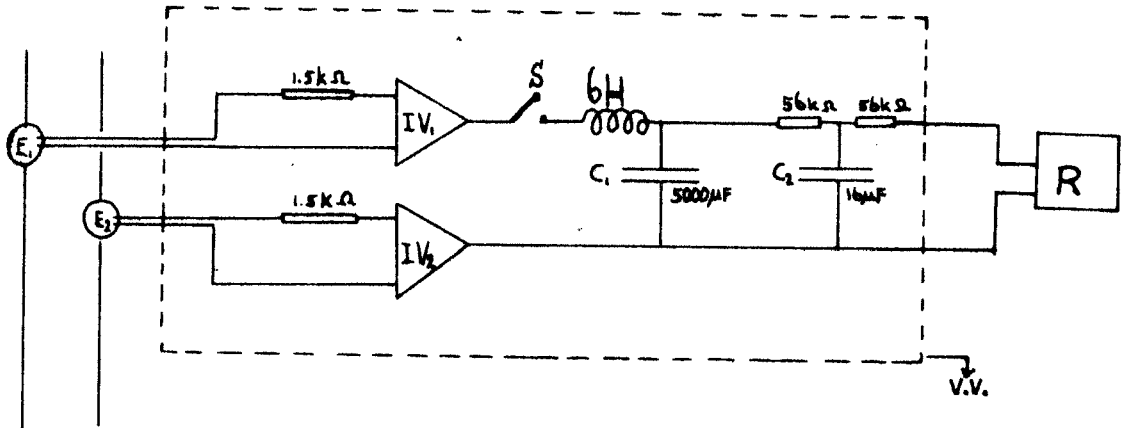 1.5kΩ
S
6H
56kΩ 56kΩ
IV₁
E₁
C₁
5000µF
C₂
16µF
R
1.5kΩ
E₂
IV₂
V.V.